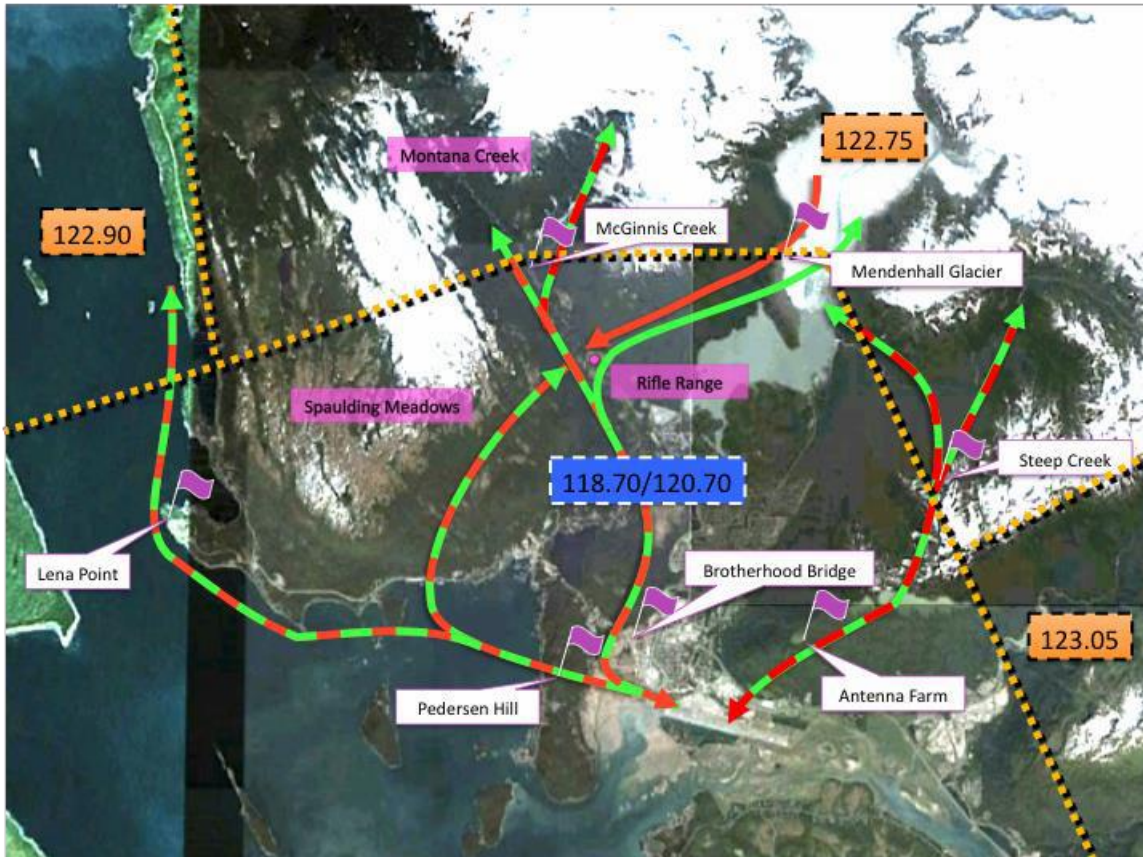 122.75
Montana Creek
122.90
McGinnis Creek
Mendenhall Glacier
Rifle Range
Spaulding Meadows
Steep Creek
118.70/120.70
Lena Point
Brotherhood Bridge
123.05
Pedersen Hill
Antenna Farm